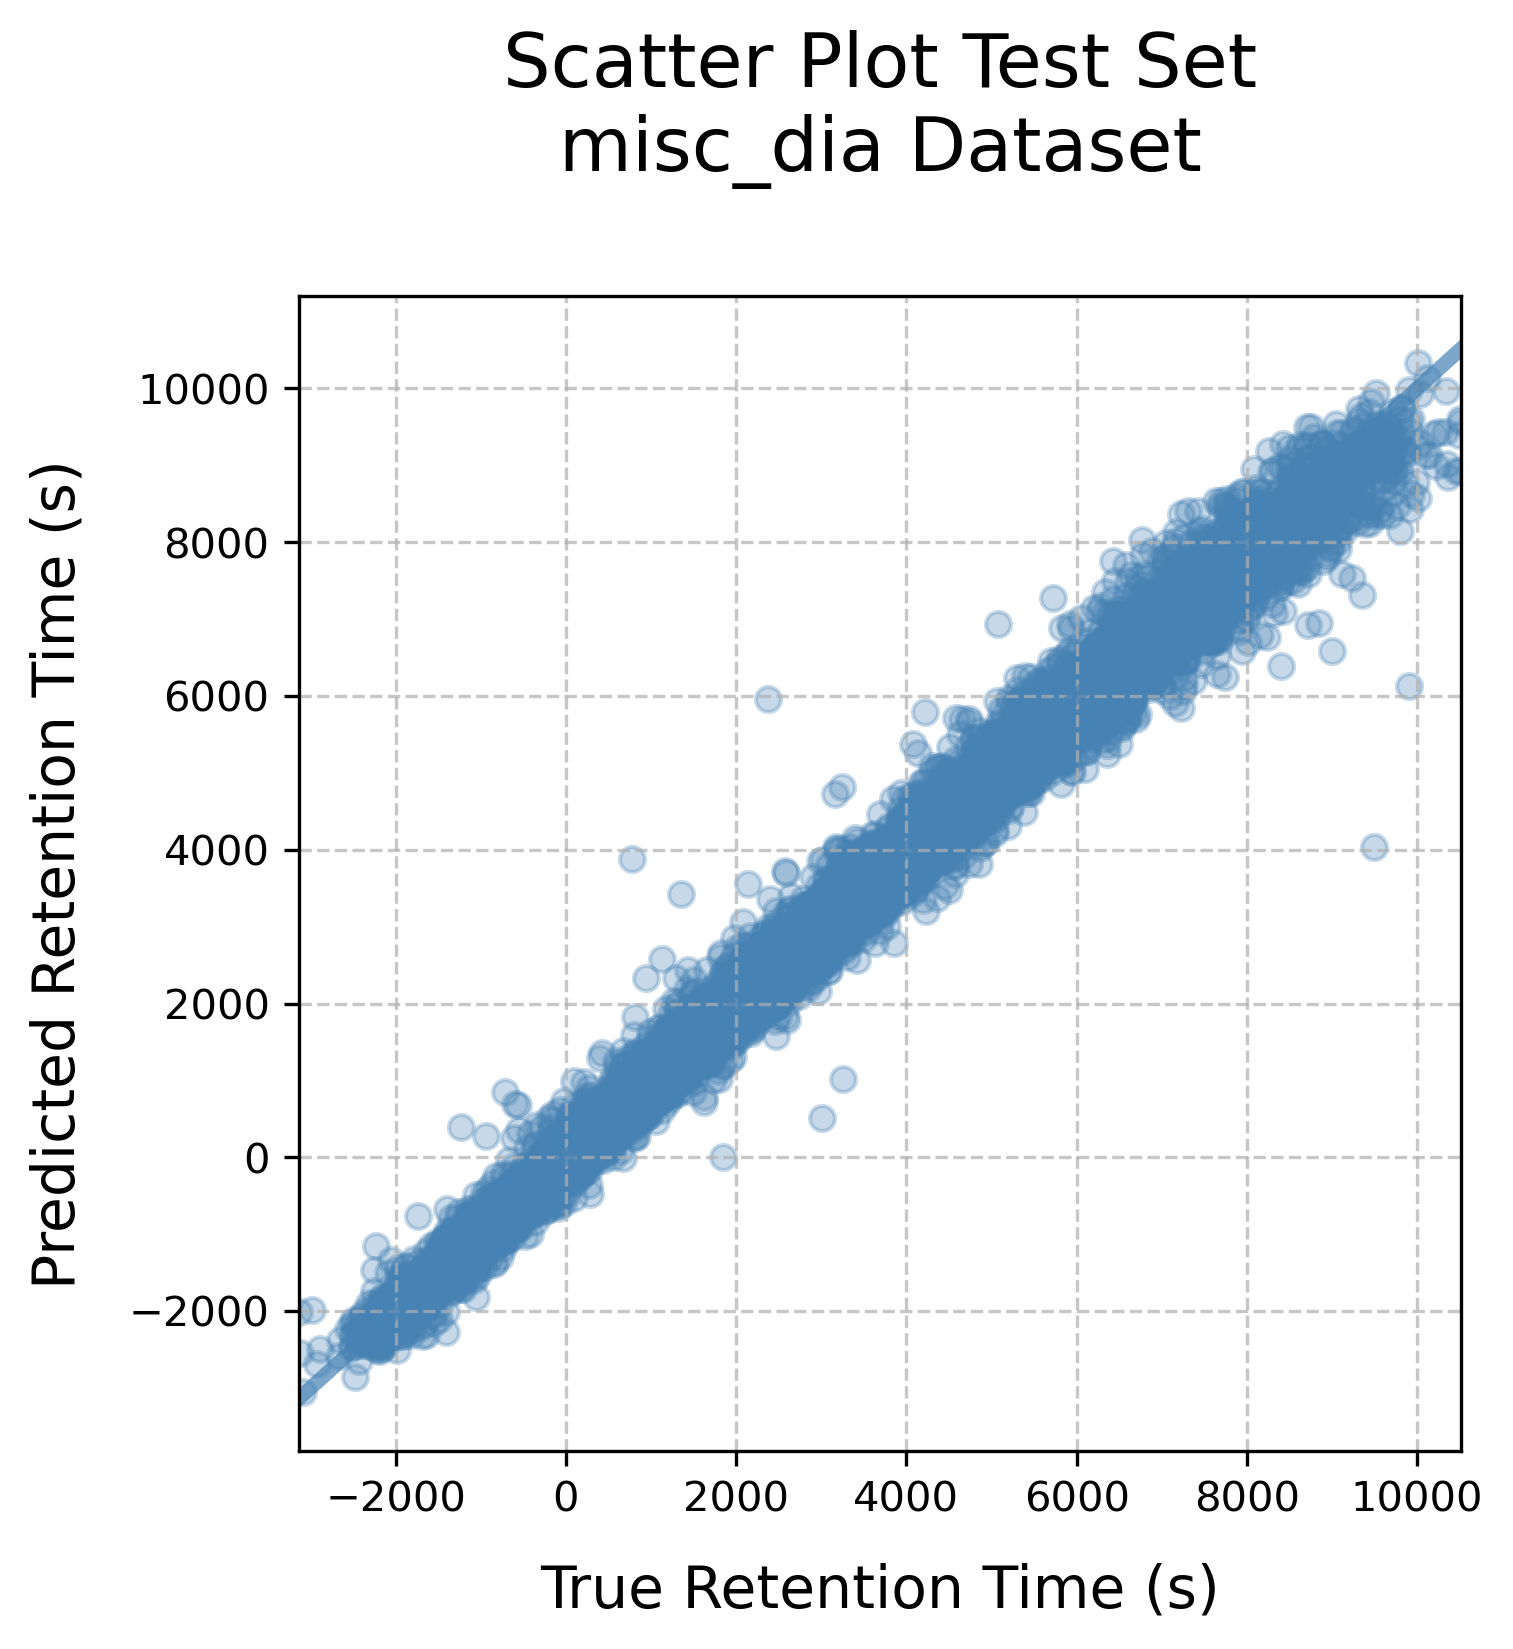 Scatter Plot Test Set
misc_dia Dataset
Predicted Retention Time (s)
10000
8000
6000
4000
2000
0
−2000
−2000 0 2000 4000 6000 8000 10000
True Retention Time (s)